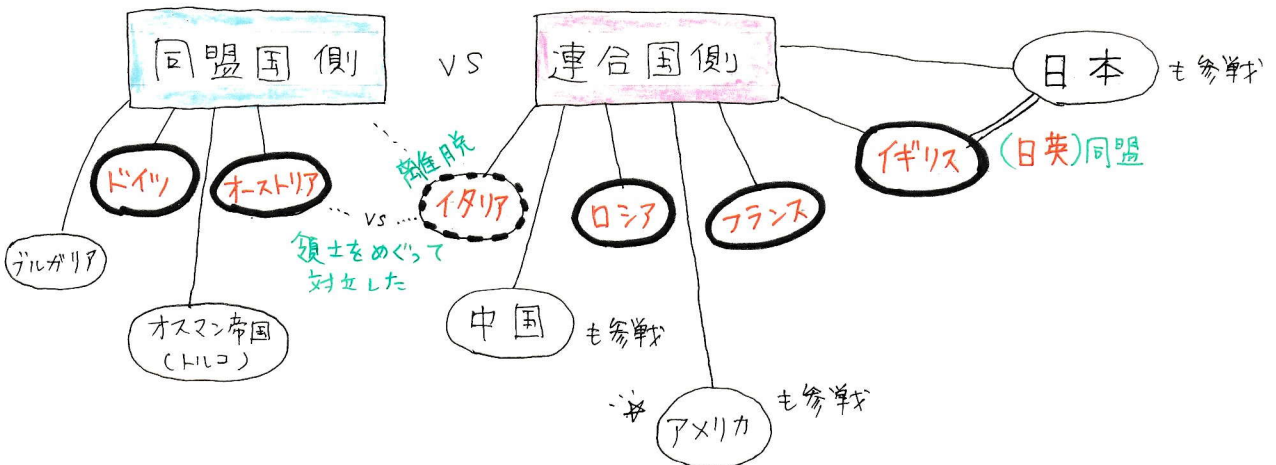 同盟国側
vs
連合国側
日本
も参戦
ドイツ
オーストリア
離脱
イタリア
ロシア
フランス
イギリス
(日英)同盟
vs
領土をめぐって
対立した
ブルガリア
オスマン帝国
(トルコ)
中国
も参戦
アメリカ
も参戦